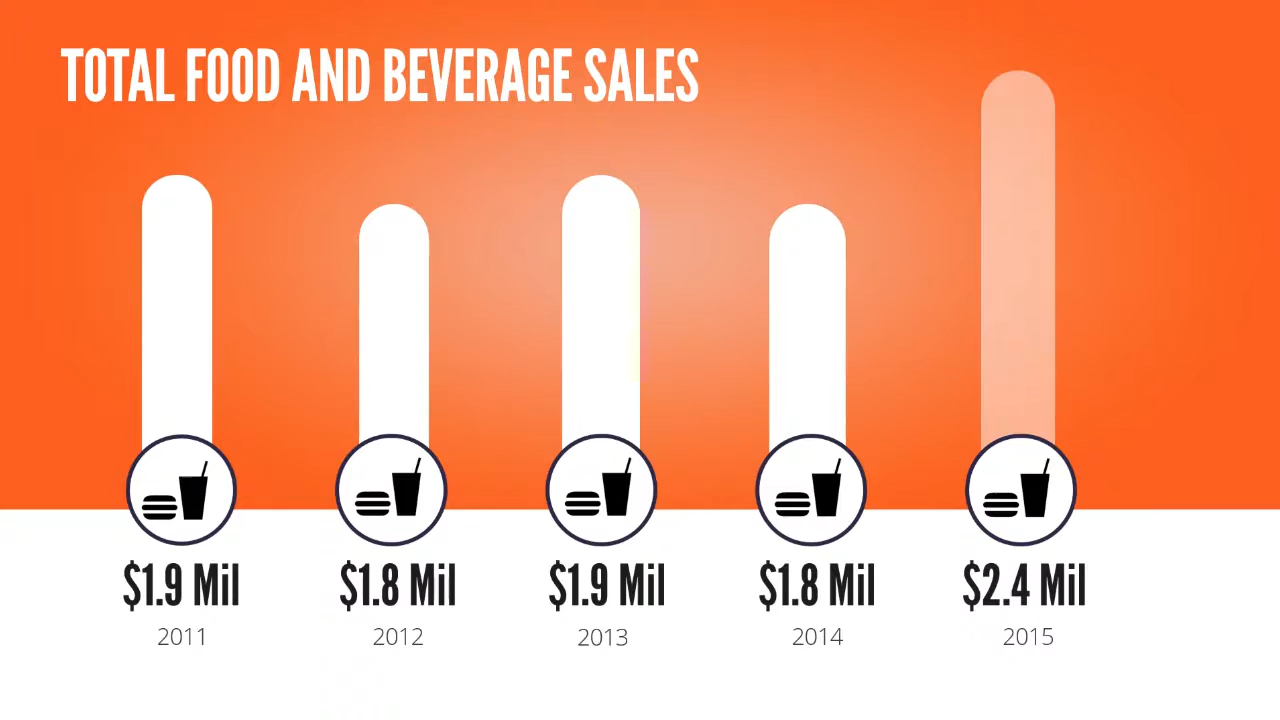 TOTAL FOOD AND BEVERAGE SALES
$1.9 Mil $1.8 Mil $1.9 Mil $1.8 Mil $2.4 Mil
2011 2012 2013 2014 2015